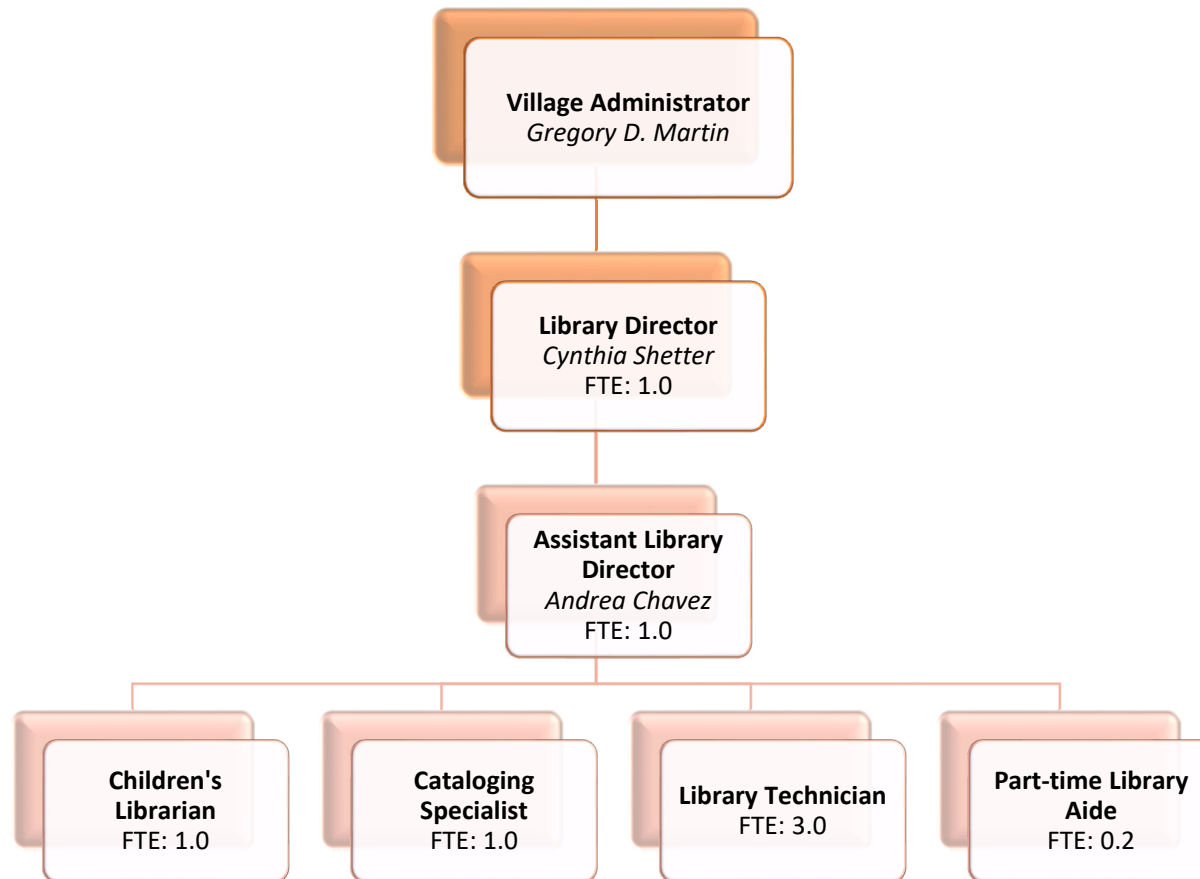 Village Administrator
Gregory D. Martin
Library Director
Cynthia Shetter
FTE: 1.0
Assistant Library
Director
Andrea Chavez
FTE: 1.0
Children's
Librarian
FTE: 1.0
Cataloging
Specialist
FTE: 1.0
Library Technician
FTE: 3.0
Part-time Library
Aide
FTE: 0.2